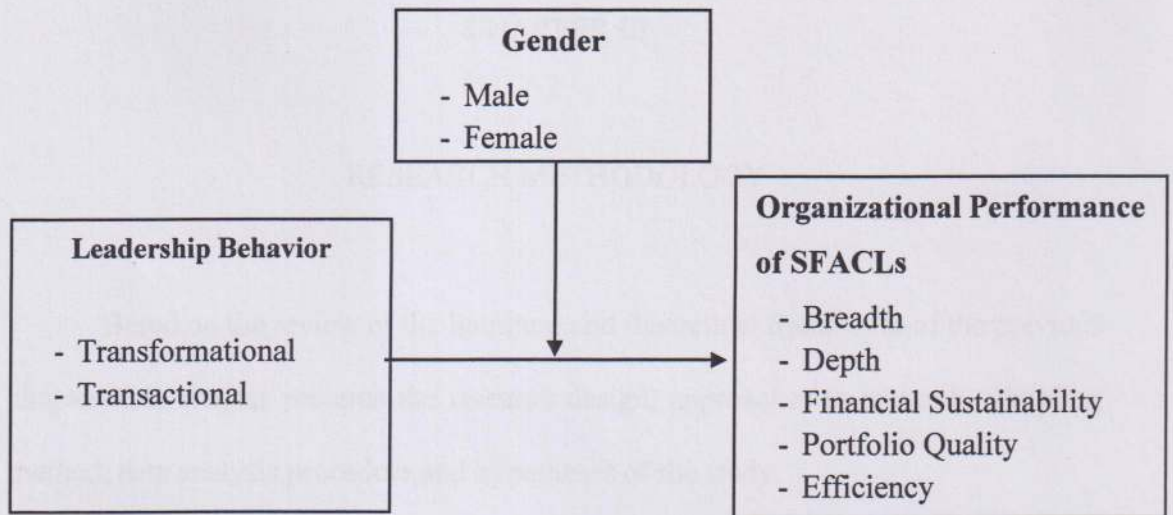 Gender
- Male
- Female
Leadership Behavior
- Transformational
- Transactional
Organizational Performance
of SFACLs
- Breadth
- Depth
- Financial Sustainability
- Portfolio Quality
- Efficiency